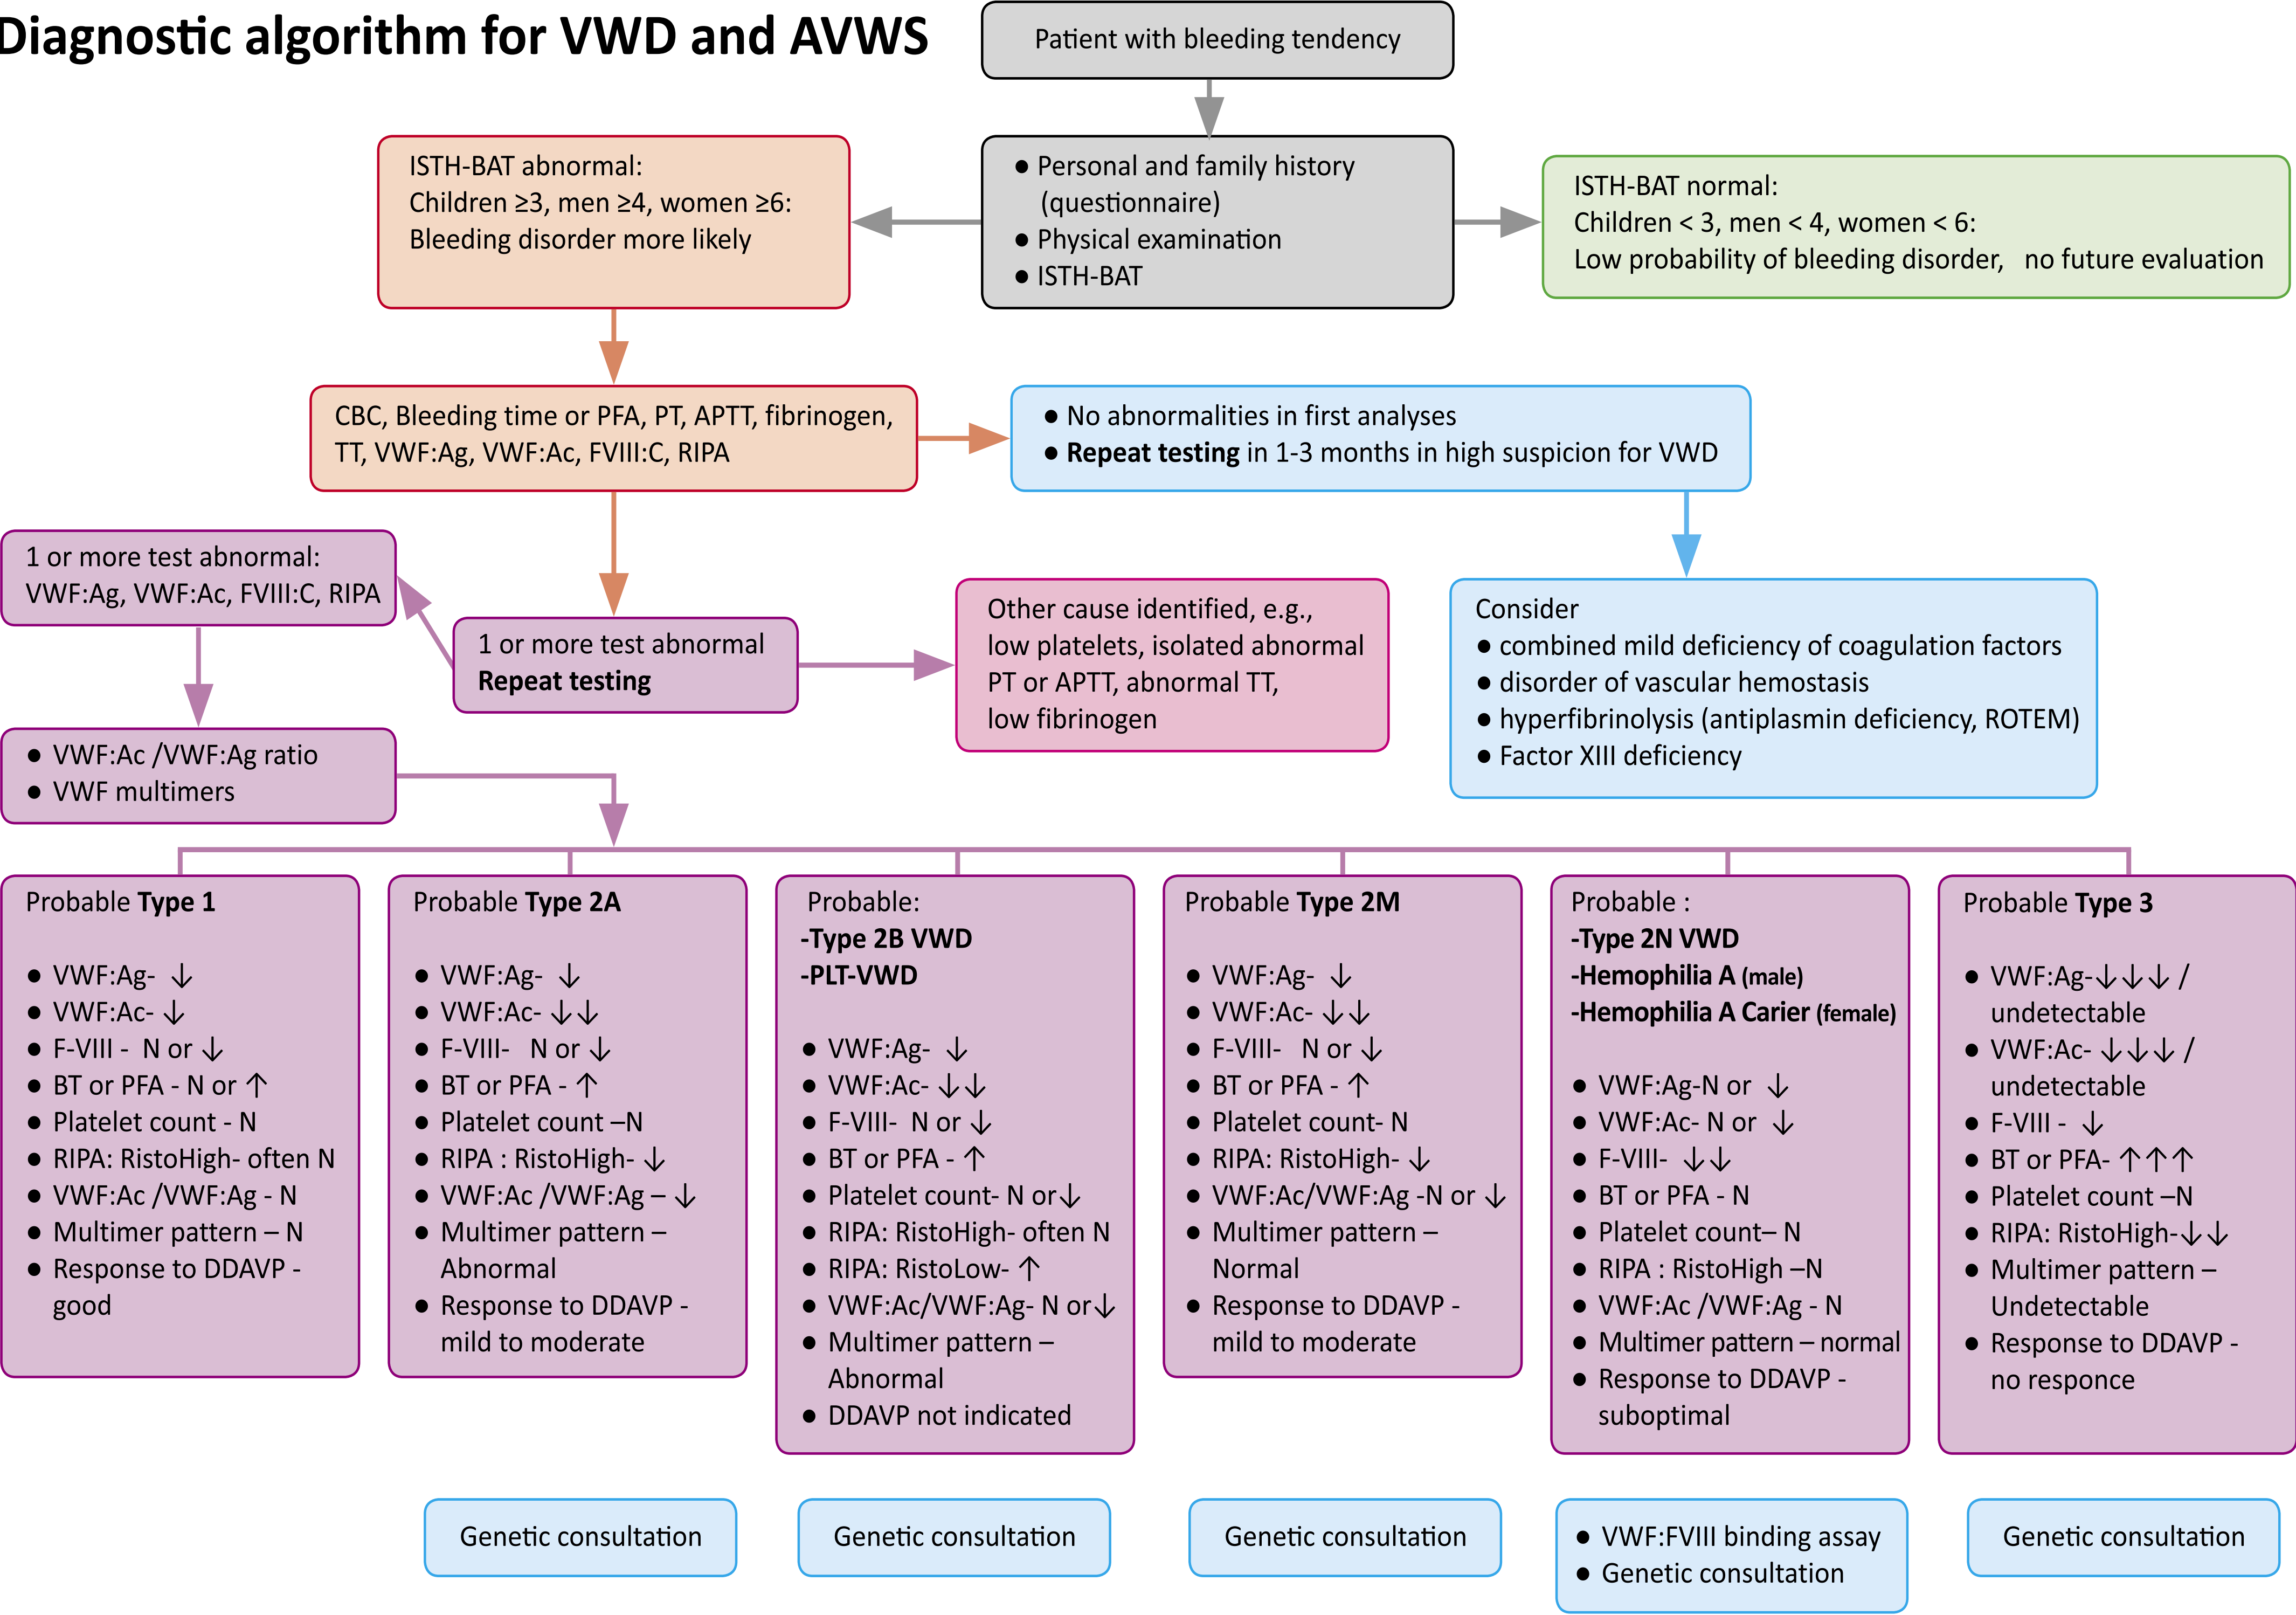 Diagnostic algorithm for VWD and AVWS
Patient with bleeding tendency
ISTH-BAT abnormal:
Children ≥3, men ≥4, women ≥6:
Bleeding disorder more likely
● Personal and family history
(questionnaire)
● Physical examination
● ISTH-BAT
ISTH-BAT normal:
Children < 3, men < 4, women < 6:
Low probability of bleeding disorder, no future evaluation
CBC, Bleeding time or PFA, PT, APTT, fibrinogen,
TT, VWF:Ag, VWF:Ac, FVIII:C, RIPA
● No abnormalities in first analyses
● Repeat testing in 1-3 months in high suspicion for VWD
1 or more test abnormal:
VWF:Ag, VWF:Ac, FVIII:C, RIPA
1 or more test abnormal
Repeat testing
Other cause identified, e.g.,
low platelets, isolated abnormal
PT or APTT, abnormal TT,
low fibrinogen
Consider
● combined mild deficiency of coagulation factors
● disorder of vascular hemostasis
● hyperfibrinolysis (antiplasmin deficiency, ROTEM)
● Factor XIII deficiency
● VWF:Ac /VWF:Ag ratio
● VWF multimers
Probable Type 1
● VWF:Ag- ↓
● VWF:Ac- ↓
● F-VIII - N or ↓
● BT or PFA - N or ↑
● Platelet count - N
● RIPA: RistoHigh- often N
● VWF:Ac /VWF:Ag - N
● Multimer pattern – N
● Response to DDAVP -
good
Probable Type 2A
● VWF:Ag- ↓
● VWF:Ac- ↓↓
● F-VIII- N or ↓
● BT or PFA - ↑
● Platelet count –N
● RIPA : RistoHigh- ↓
● VWF:Ac /VWF:Ag – ↓
● Multimer pattern –
Abnormal
● Response to DDAVP -
mild to moderate
Probable:
-Type 2B VWD
-PLT-VWD
● VWF:Ag- ↓
● VWF:Ac- ↓↓
● F-VIII- N or ↓
● BT or PFA - ↑
● Platelet count- N or↓
● RIPA: RistoHigh- often N
● RIPA: RistoLow- ↑
● VWF:Ac/VWF:Ag- N or↓
● Multimer pattern –
Abnormal
● DDAVP not indicated
Probable Type 2M
● VWF:Ag- ↓
● VWF:Ac- ↓↓
● F-VIII- N or ↓
● BT or PFA - ↑
● Platelet count- N
● RIPA: RistoHigh- ↓
● VWF:Ac/VWF:Ag -N or ↓
● Multimer pattern –
Normal
● Response to DDAVP -
mild to moderate
Probable :
-Type 2N VWD
-Hemophilia A (male)
-Hemophilia A Carier (female)
● VWF:Ag-N or ↓
● VWF:Ac- N or ↓
● F-VIII- ↓↓
● BT or PFA - N
● Platelet count– N
● RIPA : RistoHigh –N
● VWF:Ac /VWF:Ag - N
● Multimer pattern – normal
● Response to DDAVP -
suboptimal
Probable Type 3
● VWF:Ag-↓↓↓ /
undetectable
● VWF:Ac- ↓↓↓ /
undetectable
● F-VIII - ↓
● BT or PFA- ↑↑↑
● Platelet count –N
● RIPA: RistoHigh-↓↓
● Multimer pattern –
Undetectable
● Response to DDAVP -
no responce
Genetic consultation
Genetic consultation
Genetic consultation
● VWF:FVIII binding assay
● Genetic consultation
Genetic consultation